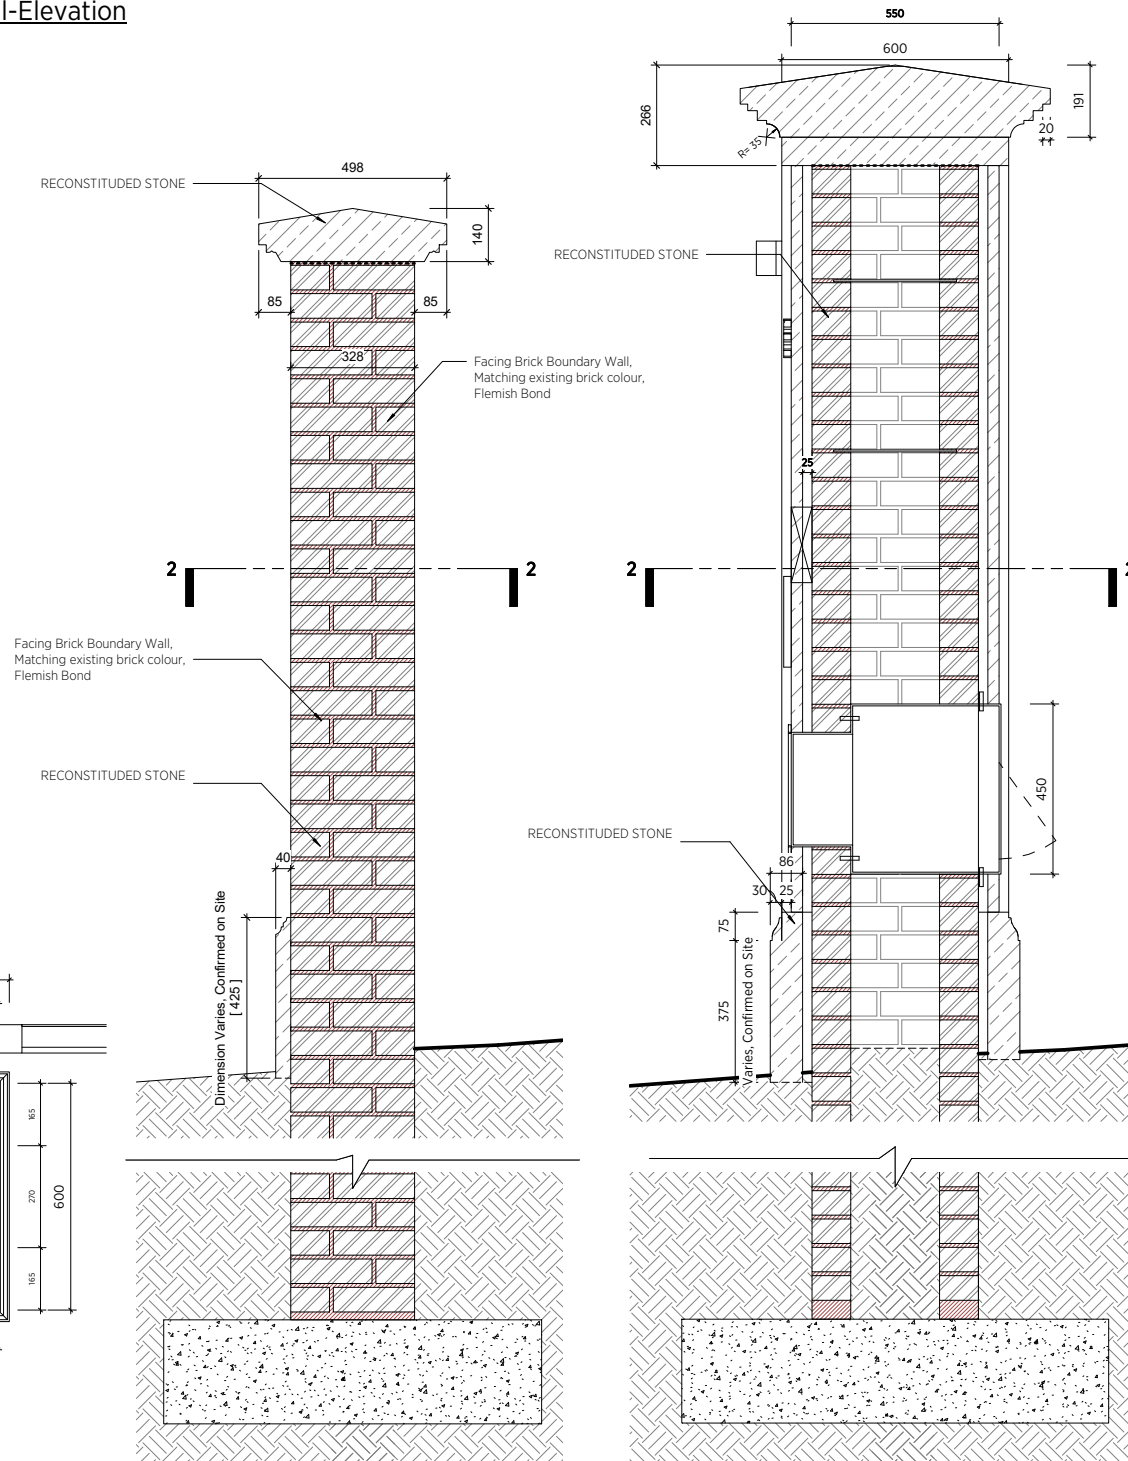 l-Elevation
550
600
266
191
20
R= 35
498
RECONSTITUDED STONE
140
RECONSTITUDED STONE
85
85
328
Facing Brick Boundary Wall,
Matching existing brick colour,
Flemish Bond
25
2
2
2
2
Facing Brick Boundary Wall,
Matching existing brick colour,
Flemish Bond
RECONSTITUDED STONE
450
RECONSTITUDED STONE
40
86
30
25
Dimension Varies, Confirmed on Site
[ 425 ]
75
375
Varies, Confirmed on Site
165
270
165
600